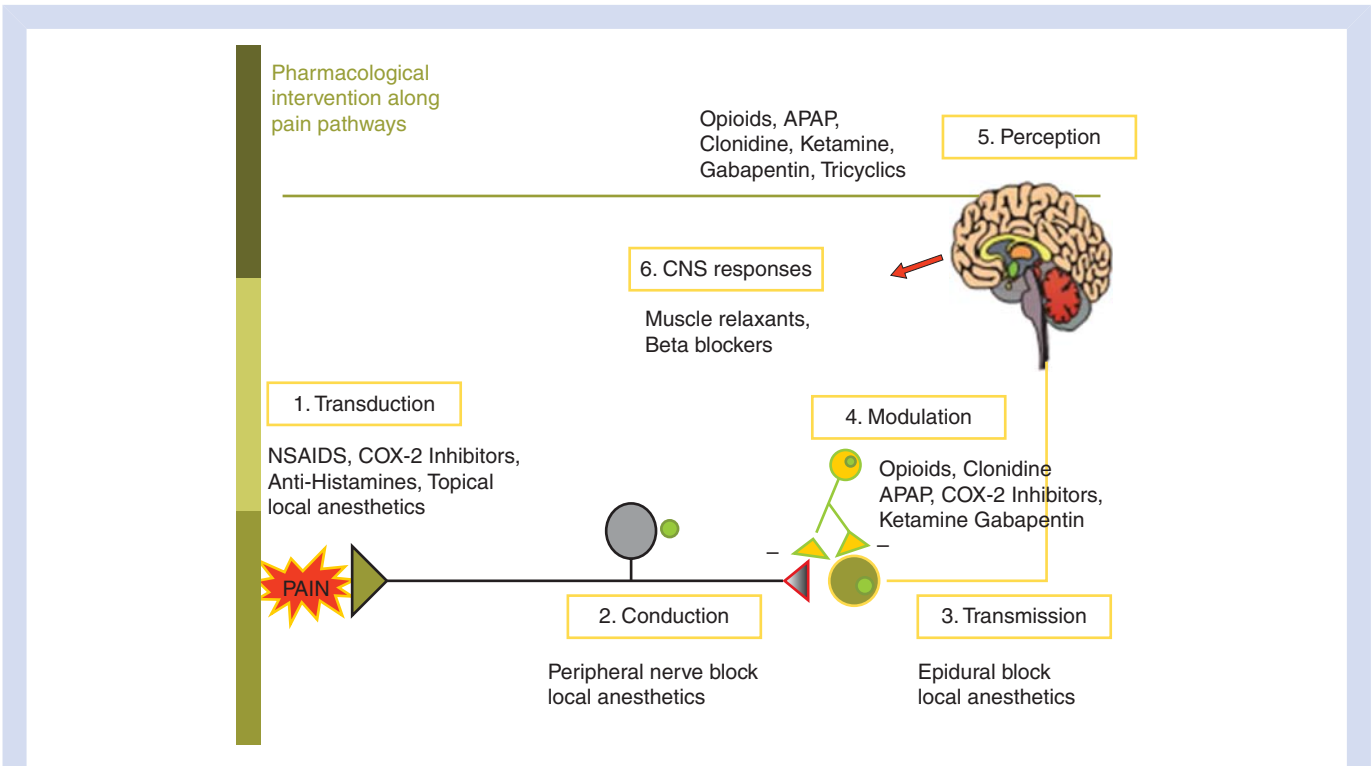 Pharmacological
intervention along
pain pathways
Opioids, APAP,
Clonidine, Ketamine,
Gabapentin, Tricyclics
5. Perception
6. CNS responses
Muscle relaxants,
Beta blockers
1. Transduction
NSAIDS, COX-2 Inhibitors,
Anti-Histamines, Topical
local anesthetics
4. Modulation
Opioids, Clonidine
APAP, COX-2 Inhibitors,
Ketamine Gabapentin
–
–
PAIN
2. Conduction
Peripheral nerve block
local anesthetics
3. Transmission
Epidural block
local anesthetics